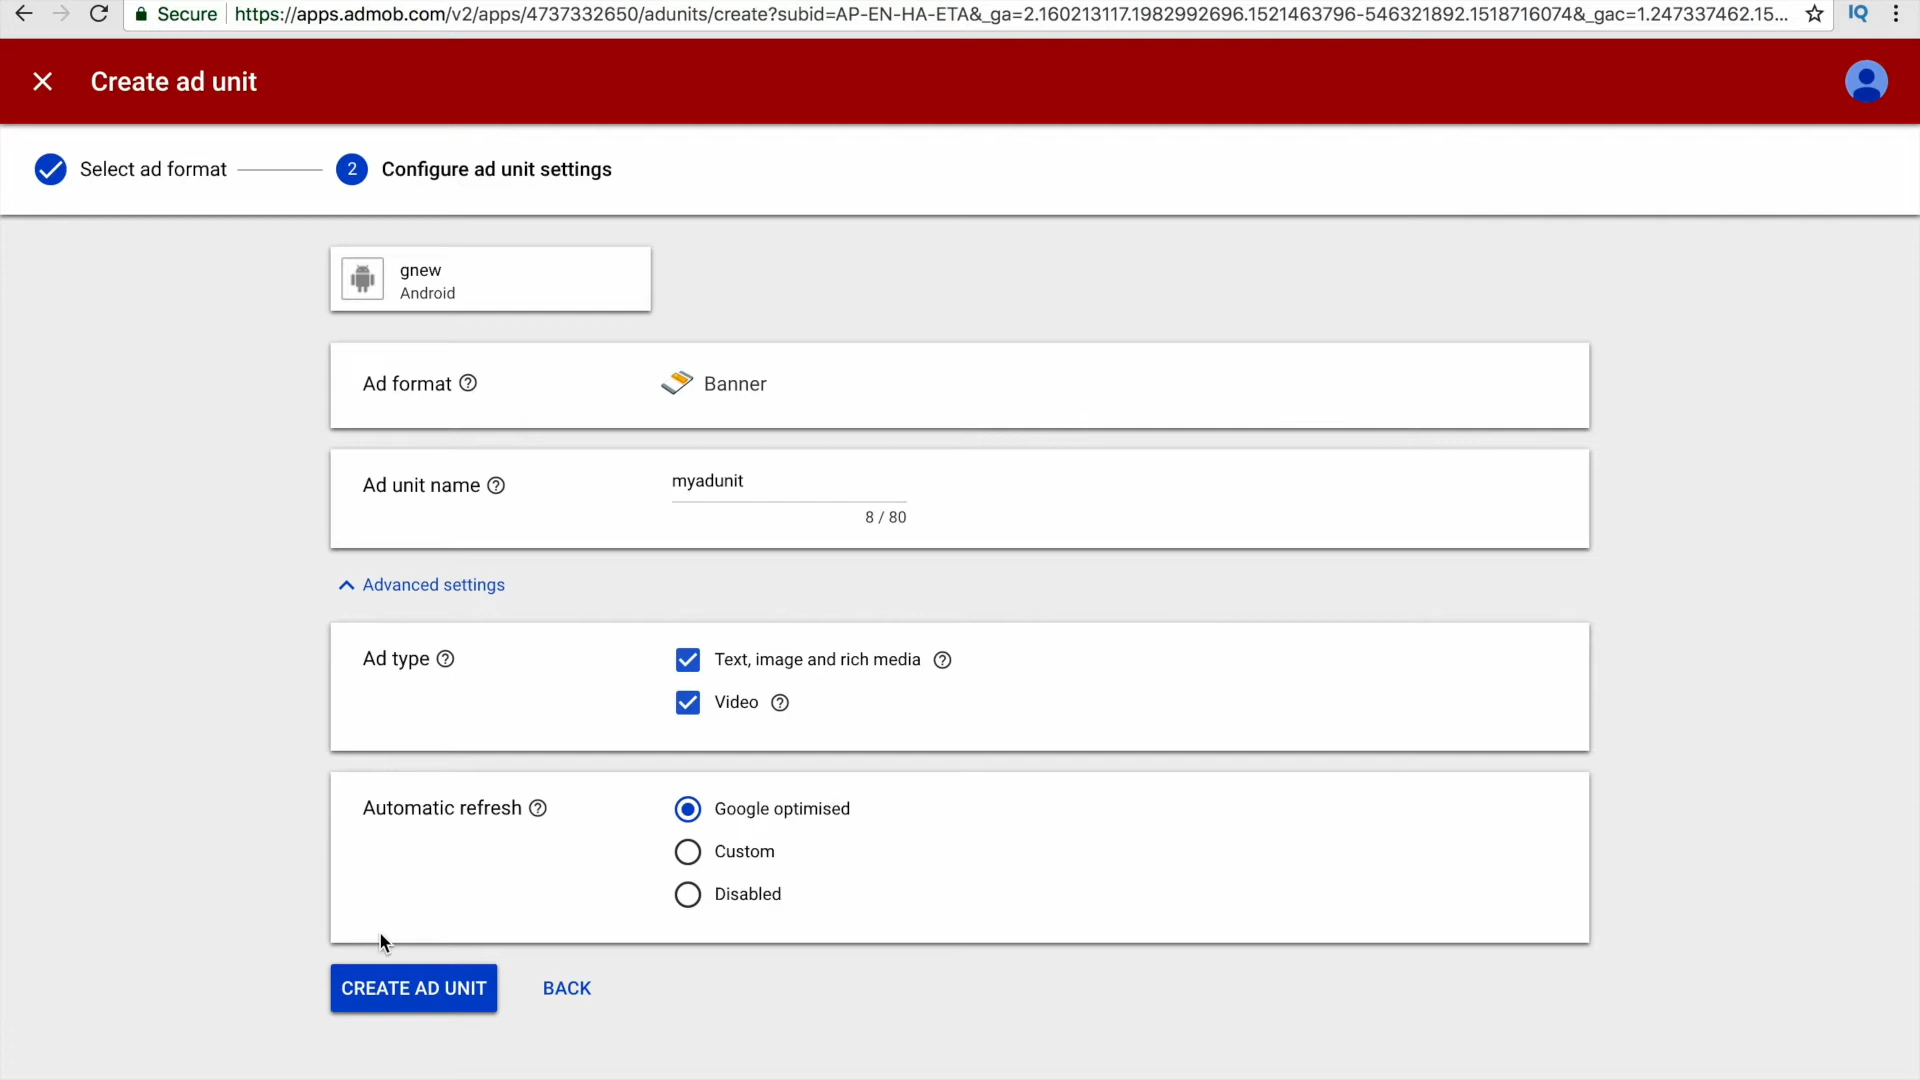 Secure https://apps.admob.com/v2/apps/4737332650/adunits/create?subid=AP-EN-HA-ETA&_ga=2.160213117.1982992696.1521463796-546321892.1518716074&_gac=1.247337462.15... IQ
Create ad unit
Select ad format 2 Configure ad unit settings
gnew
Android
Ad format ? Banner
Ad unit name ? myadunit
8 / 80
Advanced settings
Ad type ? Text, image and rich media ?
Video ?
Automatic refresh ? Google optimised
Custom
Disabled
CREATE AD UNIT BACK